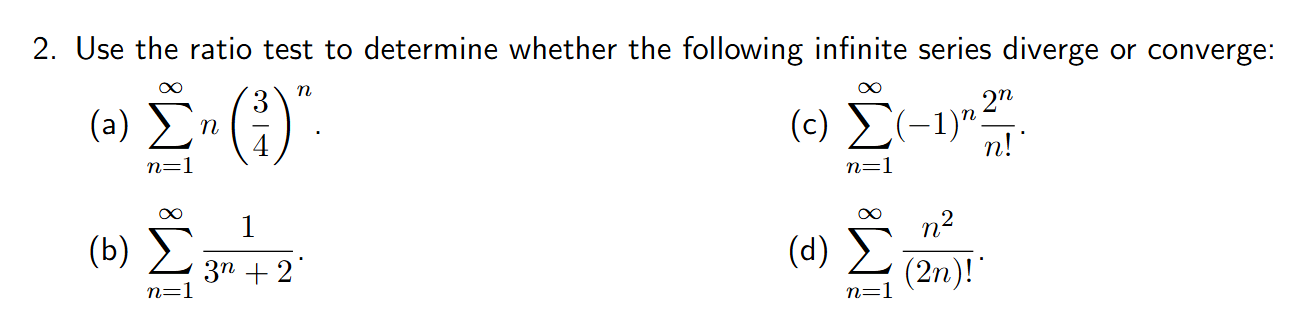 2. Use the ratio test to determine whether the following infinite series diverge or converge:
(a) $\sum_{n=1}^{\infty} n \left(\frac{3}{4}\right)^n.$
(c) $\sum_{n=1}^{\infty} (-1)^n \frac{2^n}{n!}.$
(b) $\sum_{n=1}^{\infty} \frac{1}{3^n + 2}.$
(d) $\sum_{n=1}^{\infty} \frac{n^2}{(2n)!}.$